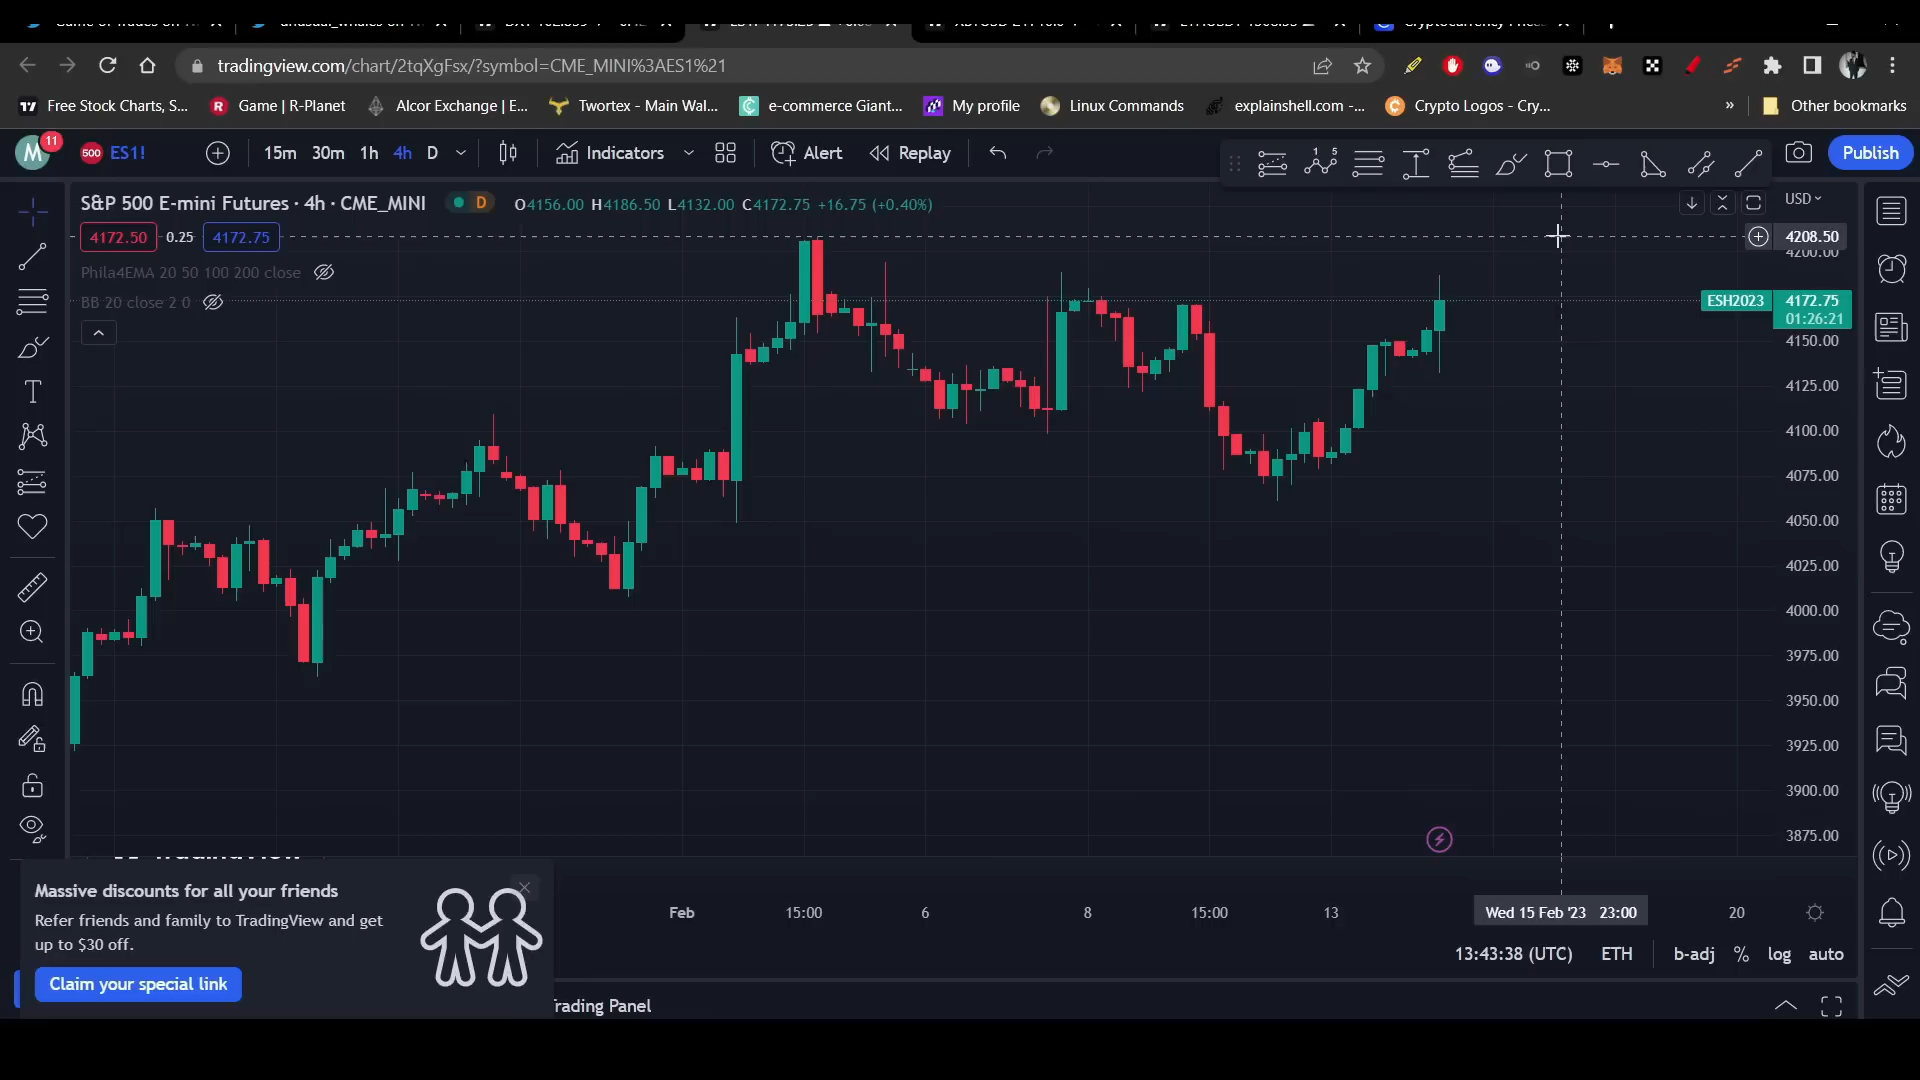 tradingview.com/chart/2tqXgFsx/?symbol=CME_MINI%3AES1%21
Free Stock Charts, S... Game | R-Planet Alcor Exchange | E... Twortex - Main Wal... e-commerce Giant... My profile Linux Commands explainshell.com -... Crypto Logos - Cry... » Other bookmarks
M 11 500 ES1! 15m 30m 1h 4h D Indicators Alert Replay Publish
S&P 500 E-mini Futures · 4h · CME_MINI D O4156.00 H4186.50 L4132.00 C4172.75 +16.75 (+0.40%) USD
4172.50 0.25 4172.75 4208.50
4200.00
Phila4EMA 20 50 100 200 close
BB 20 close 2 0 ESH2023 4172.75
01:26:21
4150.00
4125.00
4100.00
4075.00
4050.00
4025.00
4000.00
3975.00
3950.00
3925.00
3900.00
3875.00
Massive discounts for all your friends
Refer friends and family to TradingView and get
up to $30 off.
Claim your special link
Feb 15:00 6 8 15:00 13 Wed 15 Feb '23 23:00 20
13:43:38 (UTC) ETH b-adj % log auto
Trading Panel